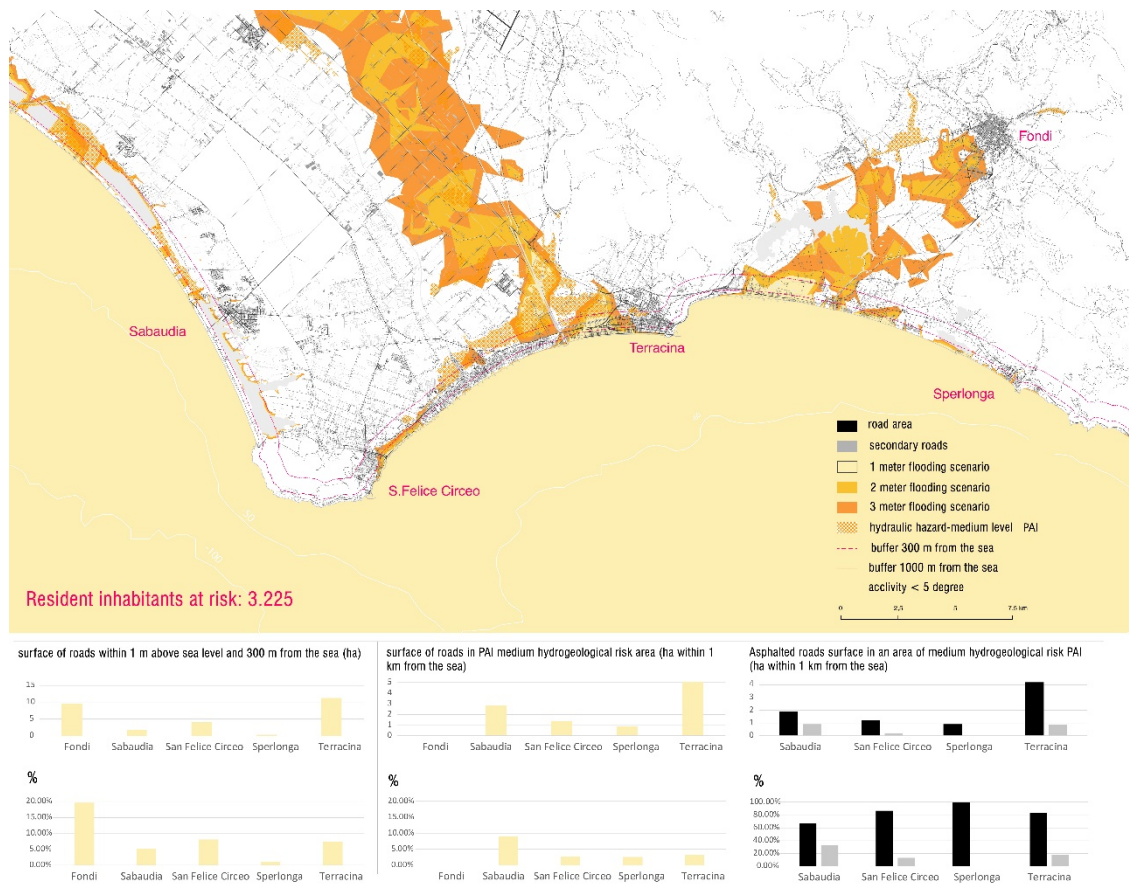 Fondi
Sabaudia
Terracina
Sperlonga
S.Felice Circeo
50
-100
road area
secondary roads
1 meter flooding scenario
2 meter flooding scenario
3 meter flooding scenario
hydraulic hazard-medium level PAI
buffer 300 m from the sea
buffer 1000 m from the sea
acclivity < 5 degree
0 2,5 5 7.5 km
Resident inhabitants at risk: 3.225
surface of roads within 1 m above sea level and 300 m from the sea (ha)
15
10
5
0
Fondi Sabaudia San Felice Circeo Sperlonga Terracina
%
20.00%
15.00%
10.00%
5.00%
0.00%
Fondi Sabaudia San Felice Circeo Sperlonga Terracina
surface of roads in PAI medium hydrogeological risk area (ha within 1
km from the sea)
5
4
3
2
1
0
Fondi Sabaudia San Felice Circeo Sperlonga Terracina
%
20.00%
15.00%
10.00%
5.00%
0.00%
Fondi Sabaudia San Felice Circeo Sperlonga Terracina
Asphalted roads surface in an area of medium hydrogeological risk PAI
(ha within 1 km from the sea)
4
3
2
1
0
Sabaudia San Felice Circeo Sperlonga Terracina
%
100.00%
80.00%
60.00%
40.00%
20.00%
0.00%
Sabaudia San Felice Circeo Sperlonga Terracina